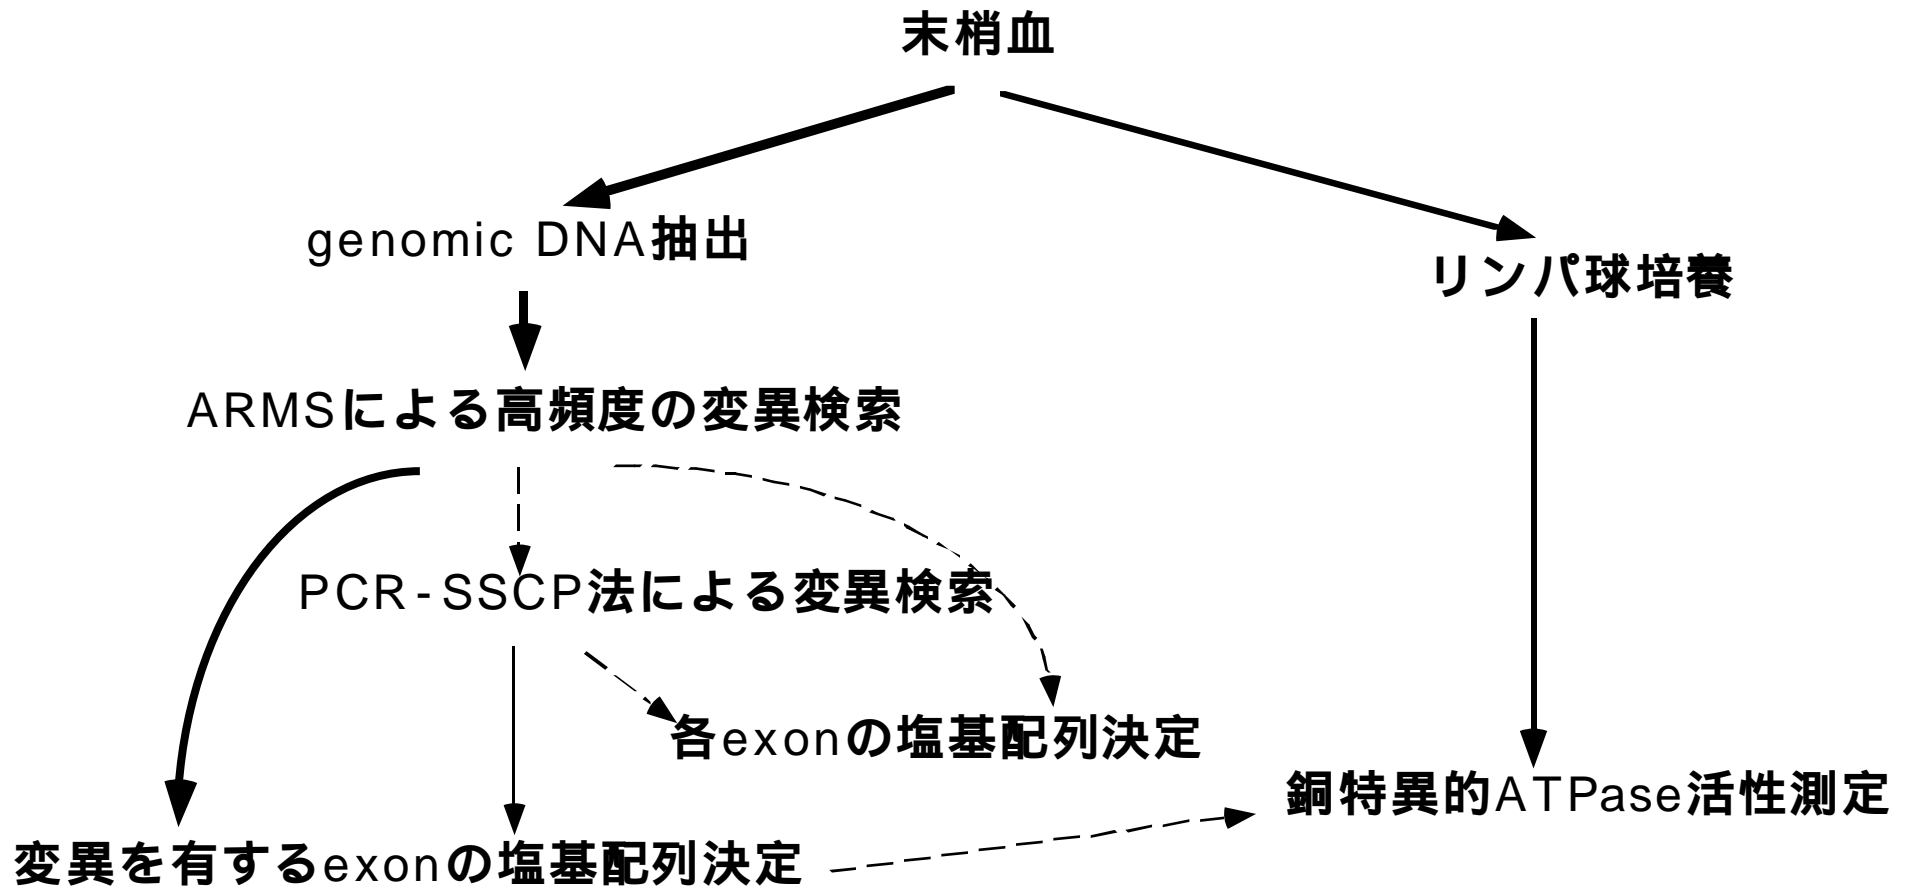 末梢血
genomic DNA抽出
リンパ球培養
ARMSによる高頻度の変異検索
PCR-SSCP法による変異検索
各exonの塩基配列決定
銅特異的ATPase活性測定
変異を有するexonの塩基配列決定